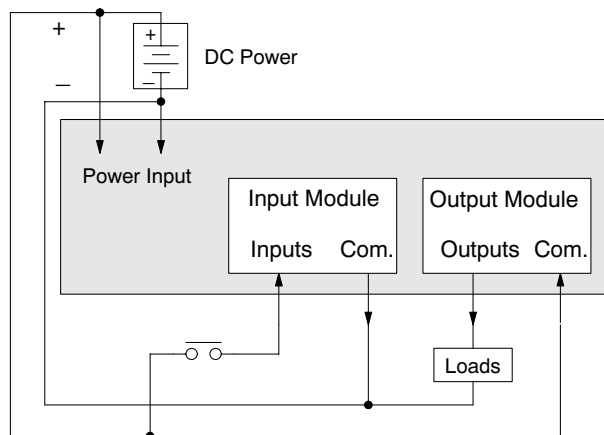 +
+
DC Power
–
–
Power Input
Input Module
Output Module
Inputs Com.
Outputs Com.
Loads